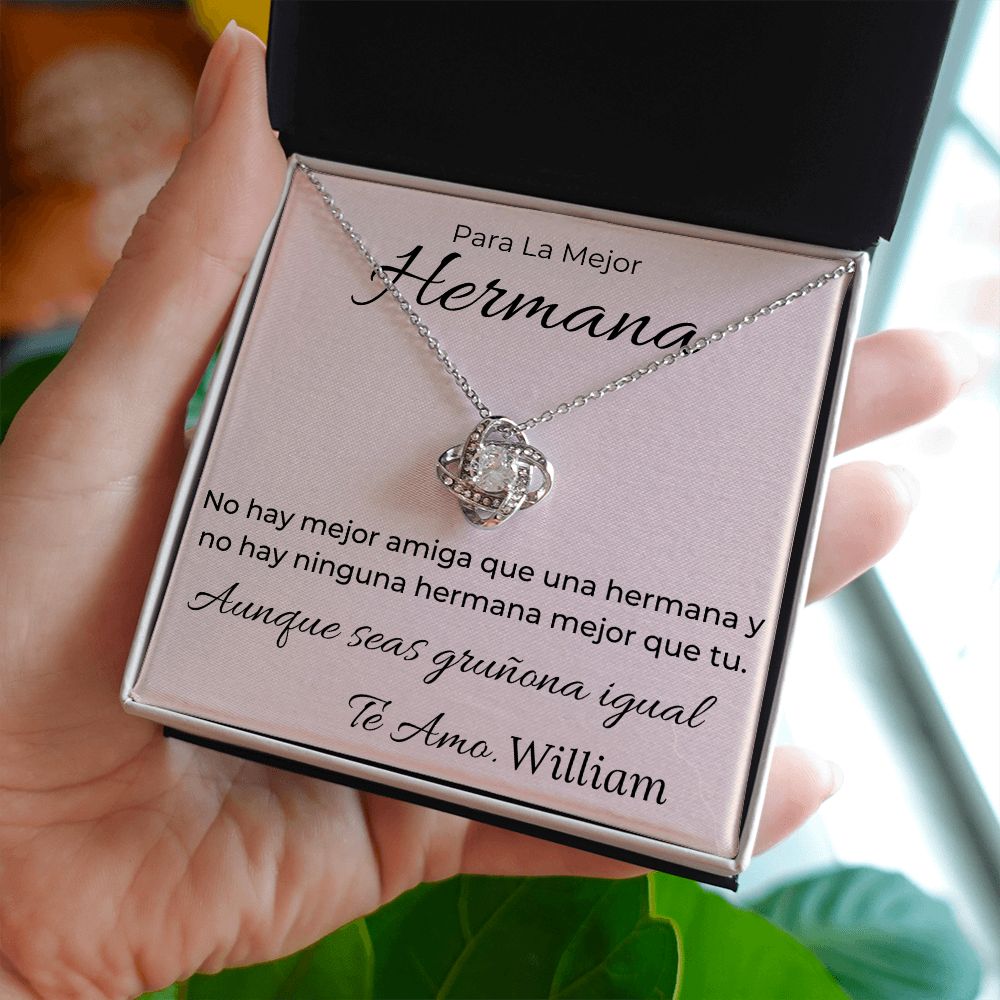 Para La Mejor
Hermana
No hay mejor amiga que una hermana y
no hay ninguna hermana mejor que tu.
Aunque seas gruñona igual
Te Amo. William